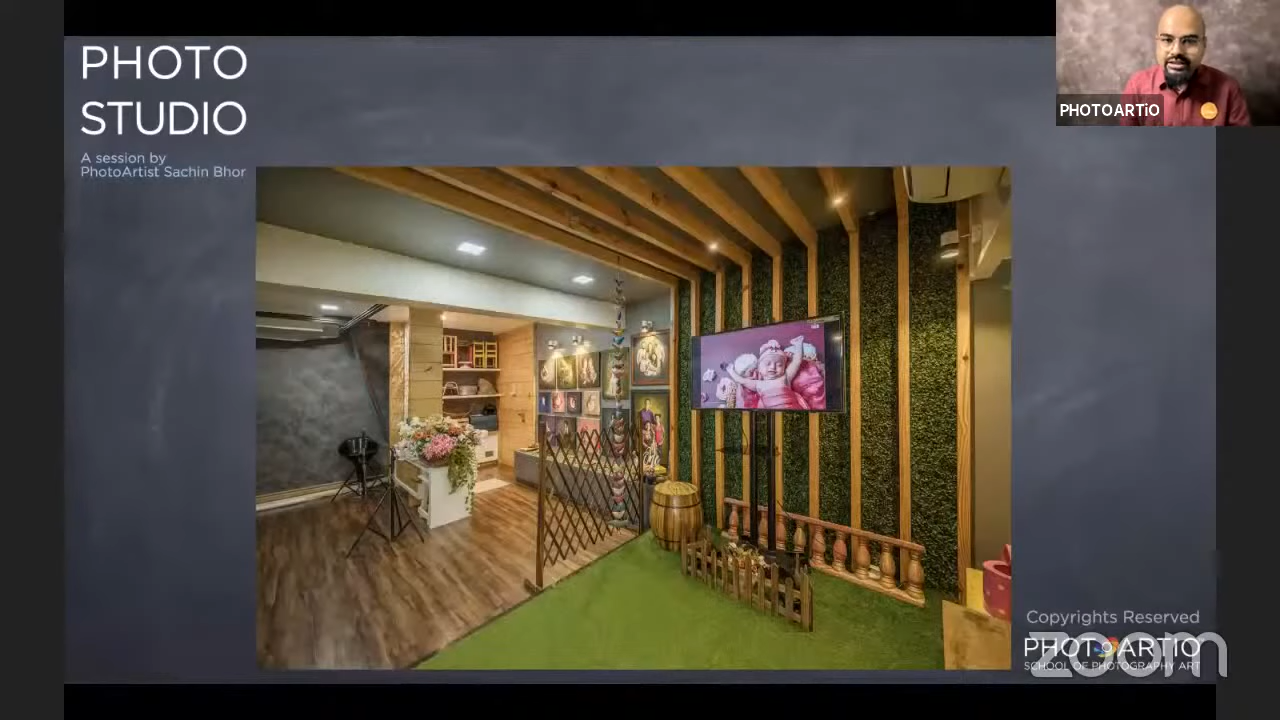 PHOTO
STUDIO
A session by
PhotoArtist Sachin Bhor
PHOTOARTiO
Copyrights Reserved
PHOTOARTIO
SCHOOL OF PHOTOGRAPHY ART
zoom